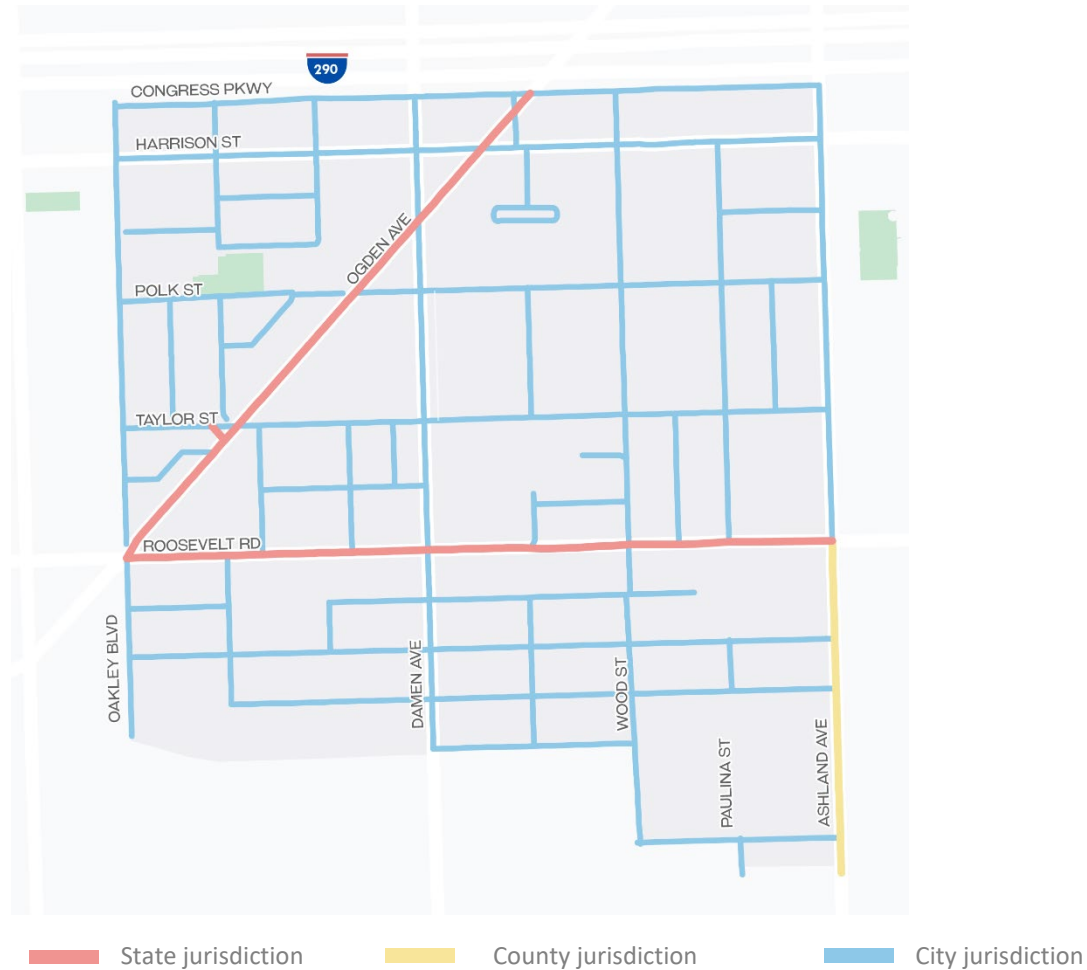 290
CONGRESS PKWY
HARRISON ST
OGDEN AVE
POLK ST
TAYLOR ST
ROOSEVELT RD
OAKLEY BLVD
DAMEN AVE
WOOD ST
PAULINA ST
ASHLAND AVE
State jurisdiction
County jurisdiction
City jurisdiction